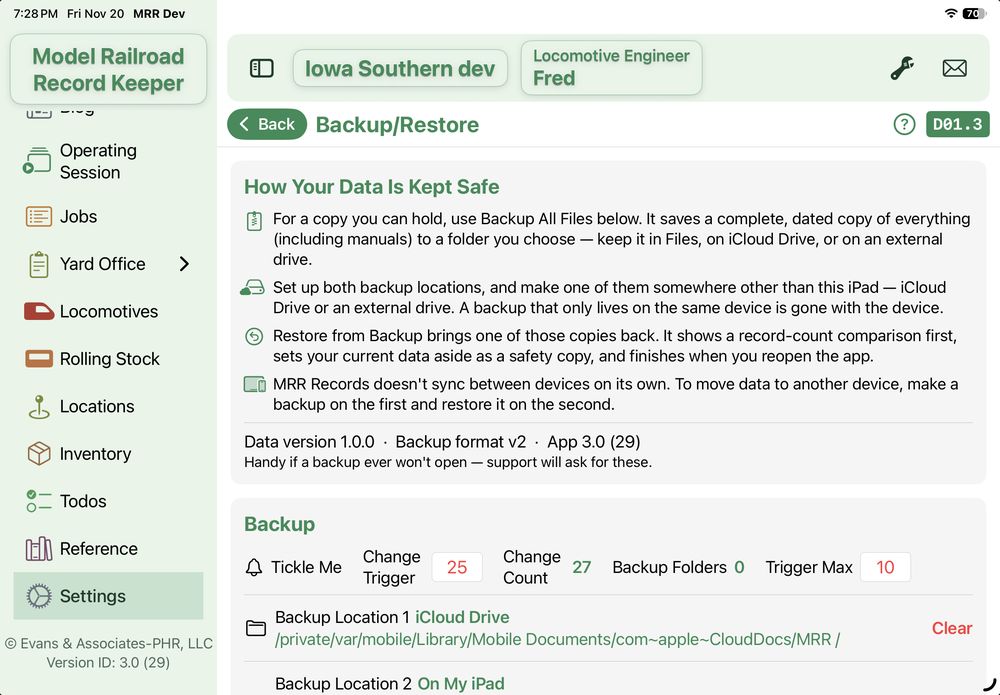 7:28 PM Fri Nov 20 MRR Dev
70
Model Railroad
Record Keeper
Operating
Session
Jobs
Yard Office
Locomotives
Rolling Stock
Locations
Inventory
Todos
Reference
Settings
© Evans & Associates-PHR, LLC
Version ID: 3.0 (29)
Iowa Southern dev
Locomotive Engineer
Fred
Back
Backup/Restore
?
D01.3
How Your Data Is Kept Safe
For a copy you can hold, use Backup All Files below. It saves a complete, dated copy of everything
(including manuals) to a folder you choose — keep it in Files, on iCloud Drive, or on an external
drive.
Set up both backup locations, and make one of them somewhere other than this iPad — iCloud
Drive or an external drive. A backup that only lives on the same device is gone with the device.
Restore from Backup brings one of those copies back. It shows a record-count comparison first,
sets your current data aside as a safety copy, and finishes when you reopen the app.
MRR Records doesn't sync between devices on its own. To move data to another device, make a
backup on the first and restore it on the second.
Data version 1.0.0 · Backup format v2 · App 3.0 (29)
Handy if a backup ever won't open — support will ask for these.
Backup
Tickle Me
Change
Trigger
25
Change
Count
27
Backup Folders 0
Trigger Max
10
Backup Location 1 iCloud Drive
/private/var/mobile/Library/Mobile Documents/com~apple~CloudDocs/MRR /
Clear
Backup Location 2 On My iPad